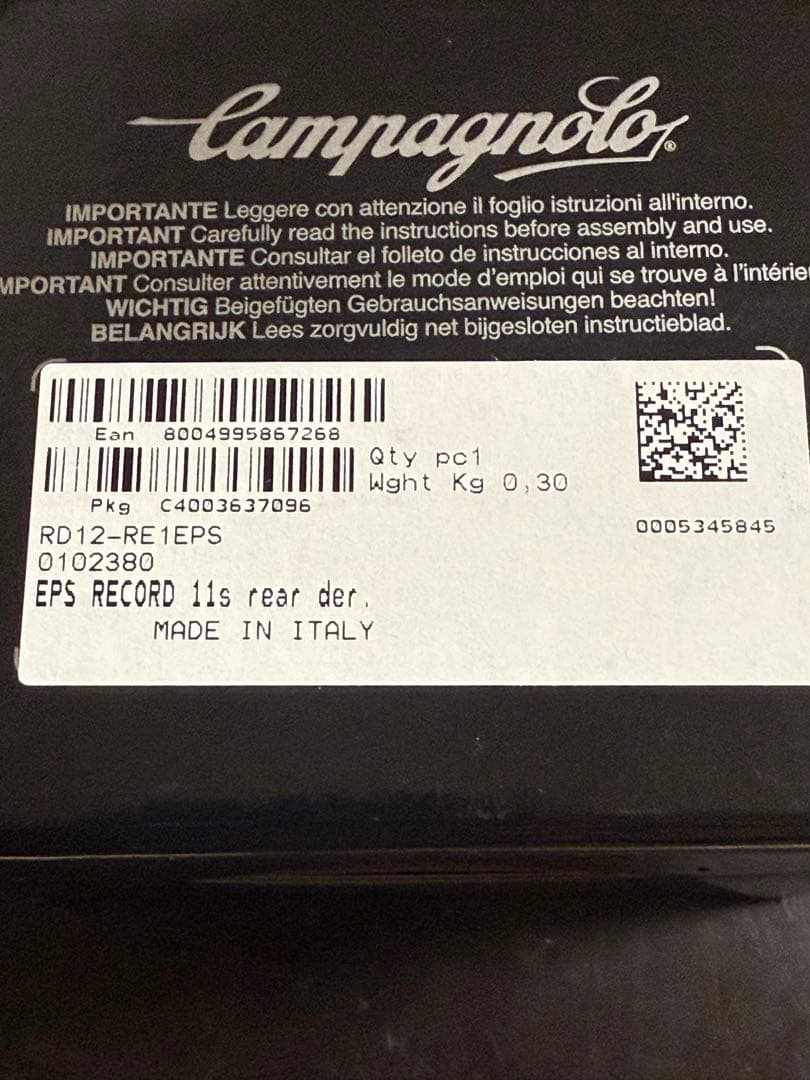 Campagnolo®
IMPORTANTE Leggere con attenzione il foglio istruzioni all'interno.
IMPORTANT Carefully read the instructions before assembly and use.
IMPORTANTE Consultar el folleto de instrucciones al interno.
MPORTANT Consulter attentivement le mode d'emploi qui se trouve à l'intérieu
WICHTIG Beigefügten Gebrauchsanweisungen beachten!
BELANGRIJK Lees zorgvuldig net bijgesloten instructieblad.
Ean 8004995867268
Qty pc1
Wght Kg 0,30
Pkg C4003637096
0005345845
RD12-RE1EPS
0102380
EPS RECORD 11s rear der.
MADE IN ITALY